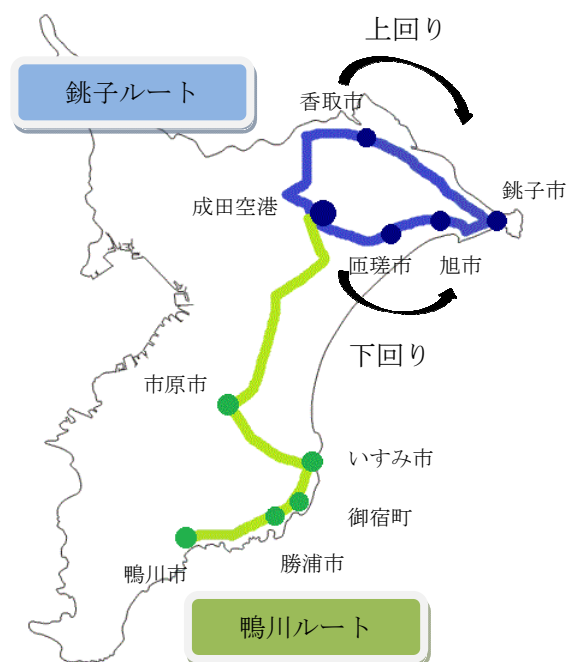 上回り
銚子ルート
香取市
銚子市
成田空港
匝瑳市
旭市
下回り
市原市
いすみ市
御宿町
勝浦市
鴨川市
鴨川ルート